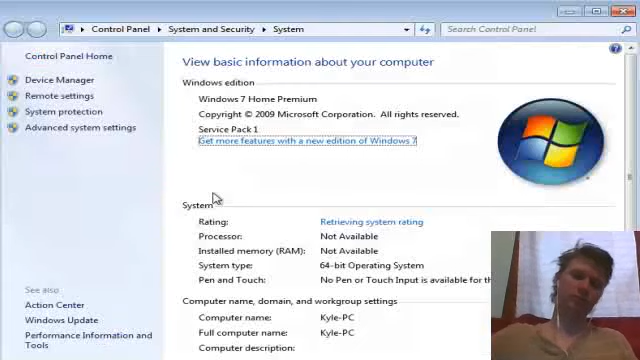 Control Panel ▸ System and Security ▸ System
Search Control Panel
Control Panel Home
Device Manager
Remote settings
System protection
Advanced system settings
See also
Action Center
Windows Update
Performance Information and
Tools
View basic information about your computer
Windows edition
Windows 7 Home Premium
Copyright © 2009 Microsoft Corporation. All rights reserved.
Service Pack 1
Get more features with a new edition of Windows 7
System
Rating: Retrieving system rating
Processor: Not Available
Installed memory (RAM): Not Available
System type: 64-bit Operating System
Pen and Touch: No Pen or Touch Input is available for th
Computer name, domain, and workgroup settings
Computer name: Kyle-PC
Full computer name: Kyle-PC
Computer description: